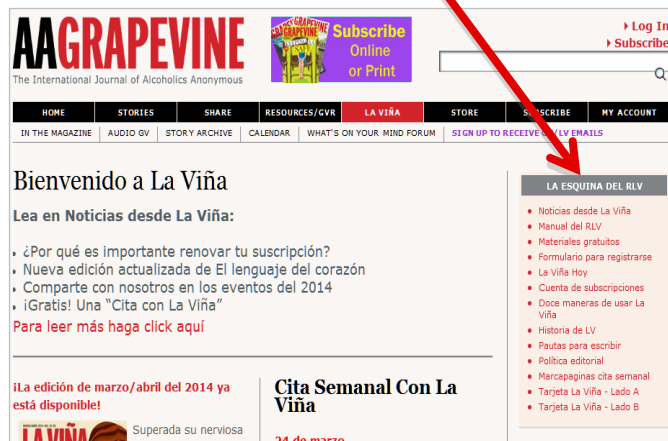 AAGRAPEVINE
The International Journal of Alcoholics Anonymous
GRAPEVINE
Subscribe
Online
or Print
Log In
Subscribe
HOME STORIES SHARE RESOURCES/GVR LA VIÑA STORE SUBSCRIBE MY ACCOUNT
IN THE MAGAZINE AUDIO GV STORY ARCHIVE CALENDAR WHAT'S ON YOUR MIND FORUM SIGN UP TO RECEIVE GV/LV EMAILS
Bienvenido a La Viña
Lea en Noticias desde La Viña:
¿Por qué es importante renovar tu suscripción?
Nueva edición actualizada de El lenguaje del corazón
Comparte con nosotros en los eventos del 2014
¡Gratis! Una “Cita con La Viña”
Para leer más haga click aquí
LA ESQUINA DEL RLV
Noticias desde La Viña
Manual del RLV
Materiales gratuitos
Formulario para registrarse
La Viña Hoy
Cuenta de subscripciones
Doce maneras de usar La
Viña
Historia de LV
Pautas para escribir
Política editorial
Marcapaginas cita semanal
Tarjeta La Viña - Lado A
Tarjeta La Viña - Lado B
¡La edición de marzo/abril del 2014 ya
está disponible!
LA VIÑA
Superada su nerviosa
Cita Semanal Con La
Viña
24 de marzo